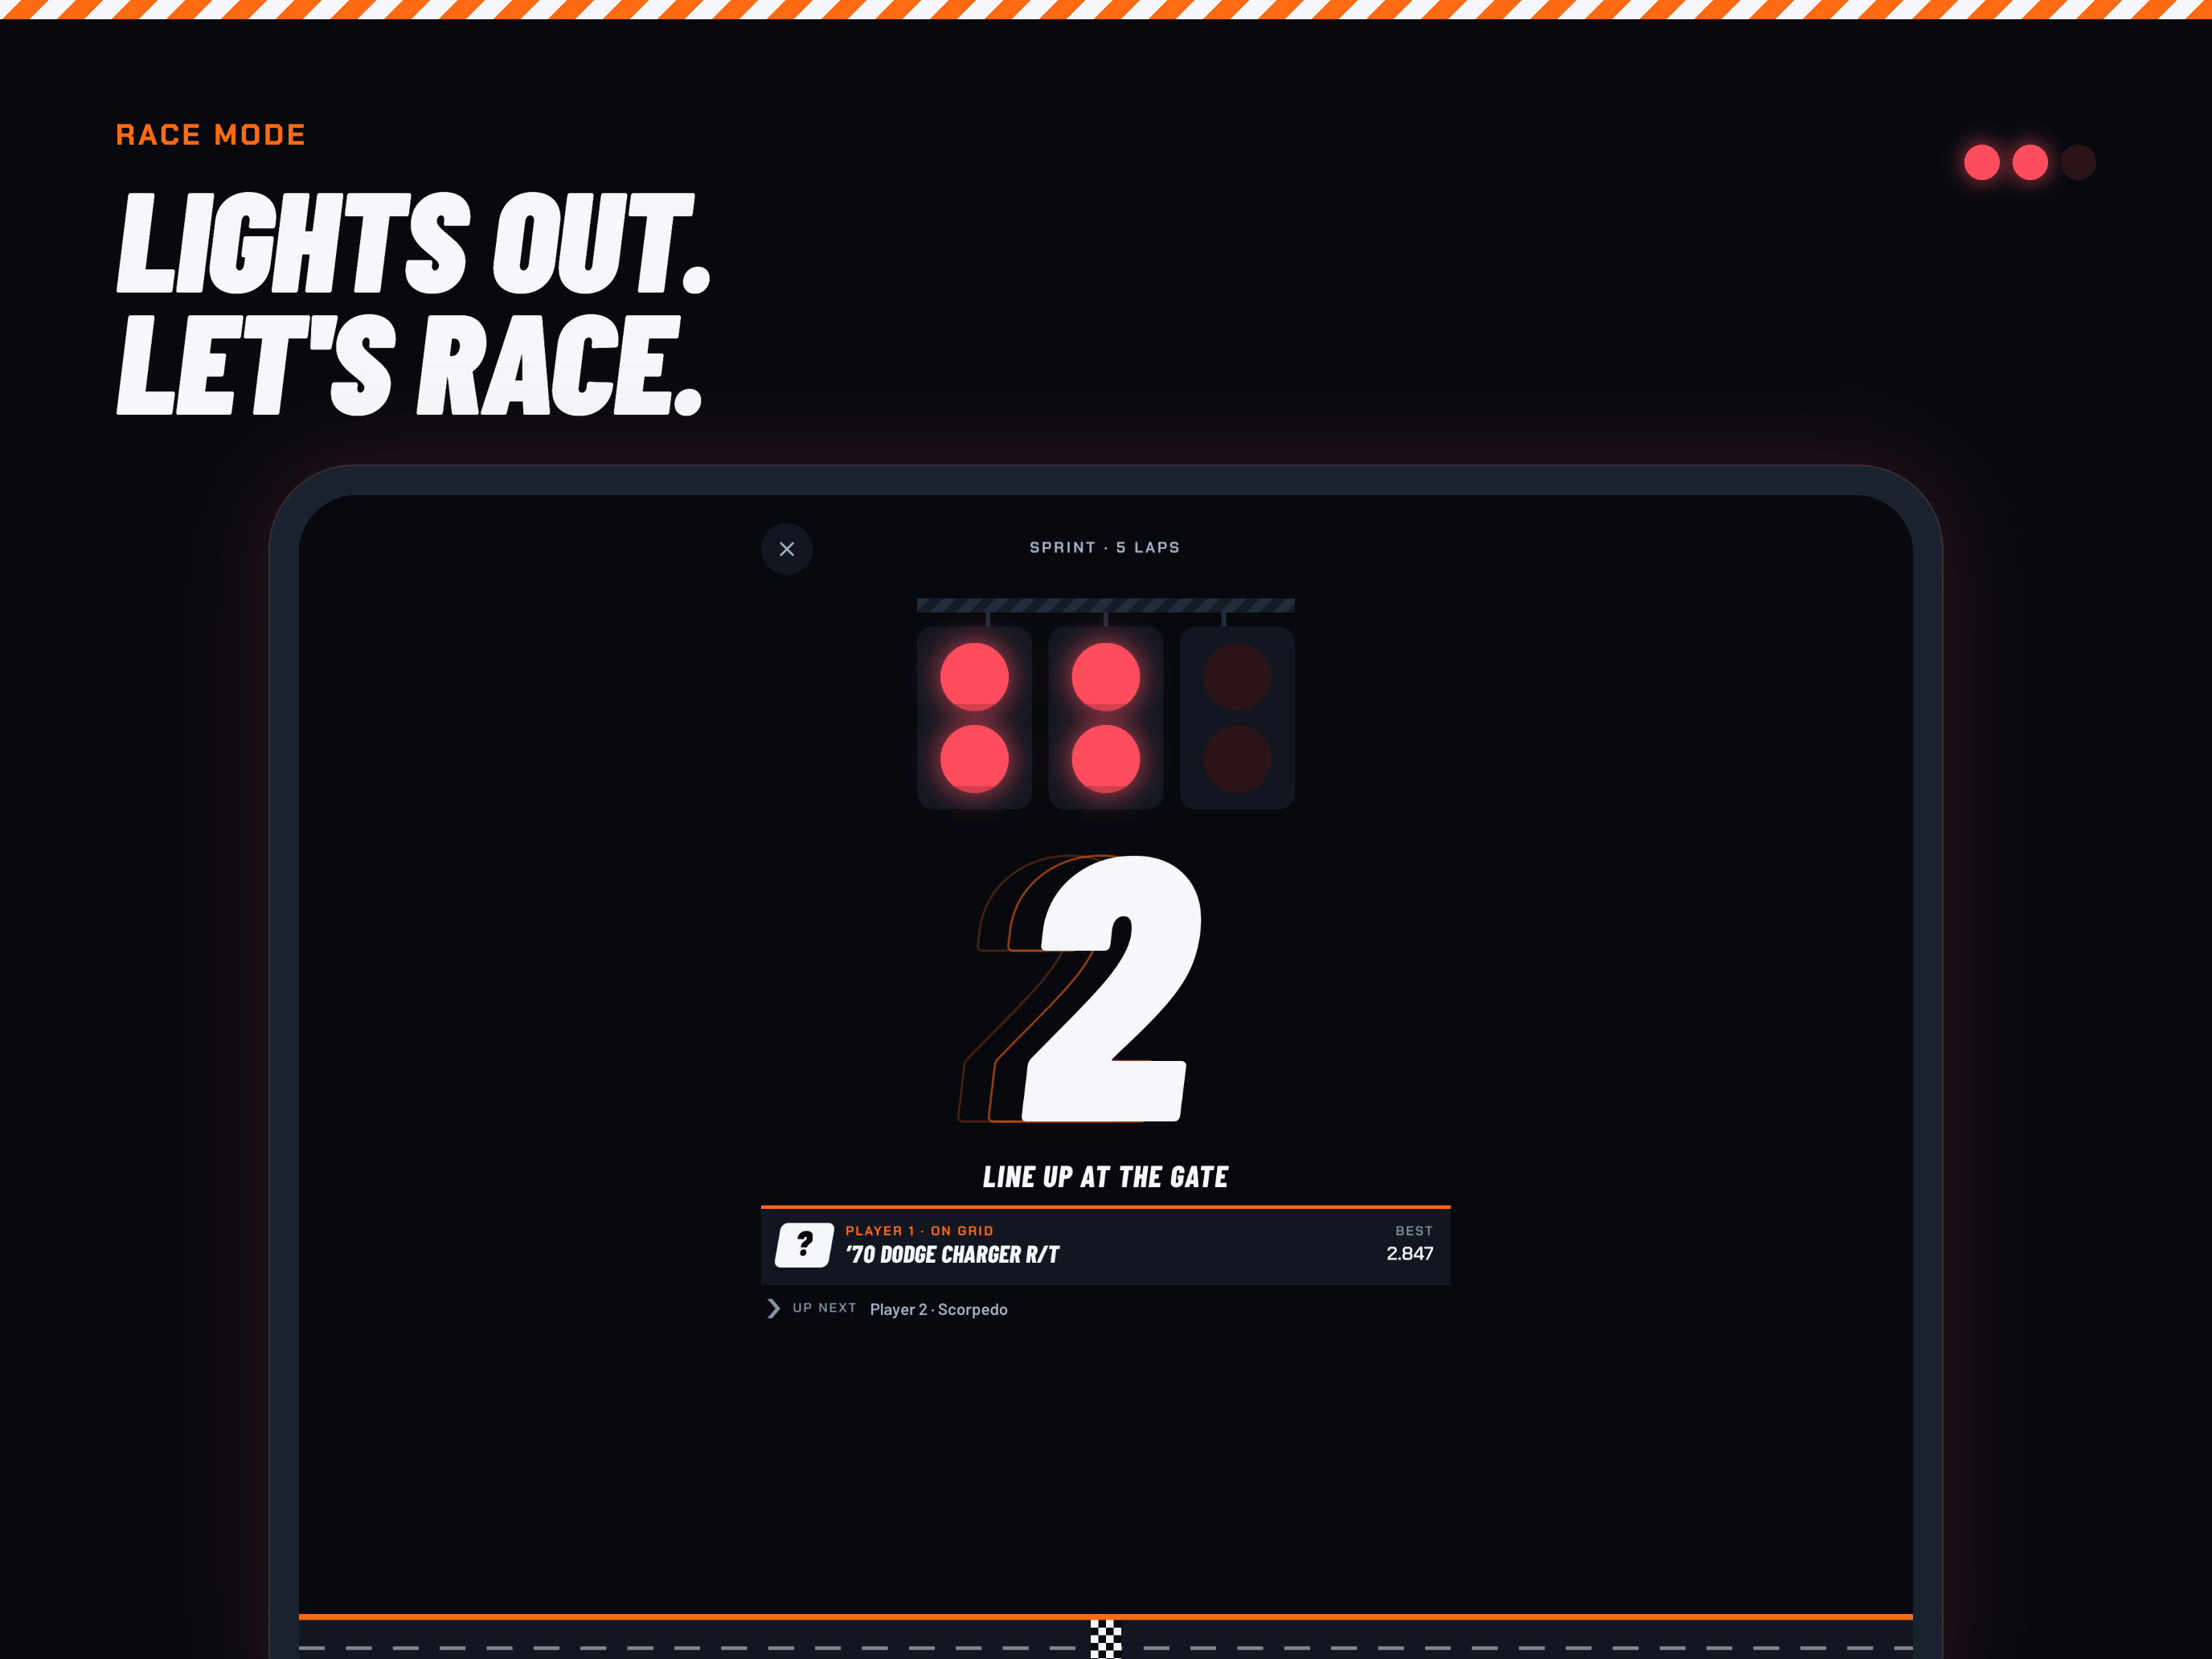 RACE MODE
LIGHTS OUT.
LET'S RACE.
SPRINT · 5 LAPS
2
LINE UP AT THE GATE
?
PLAYER 1 · ON GRID
'70 DODGE CHARGER R/T
BEST
2.847
UP NEXT Player 2 · Scorpedo